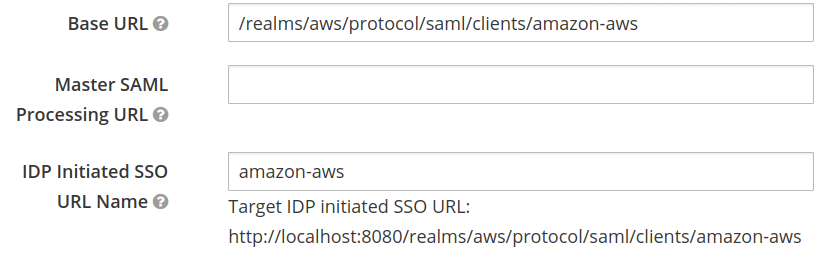 Base URL
/realms/aws/protocol/saml/clients/amazon-aws
Master SAML
Processing URL
IDP Initiated SSO
amazon-aws
URL Name
Target IDP initiated SSO URL:
http://localhost:8080/realms/aws/protocol/saml/clients/amazon-aws